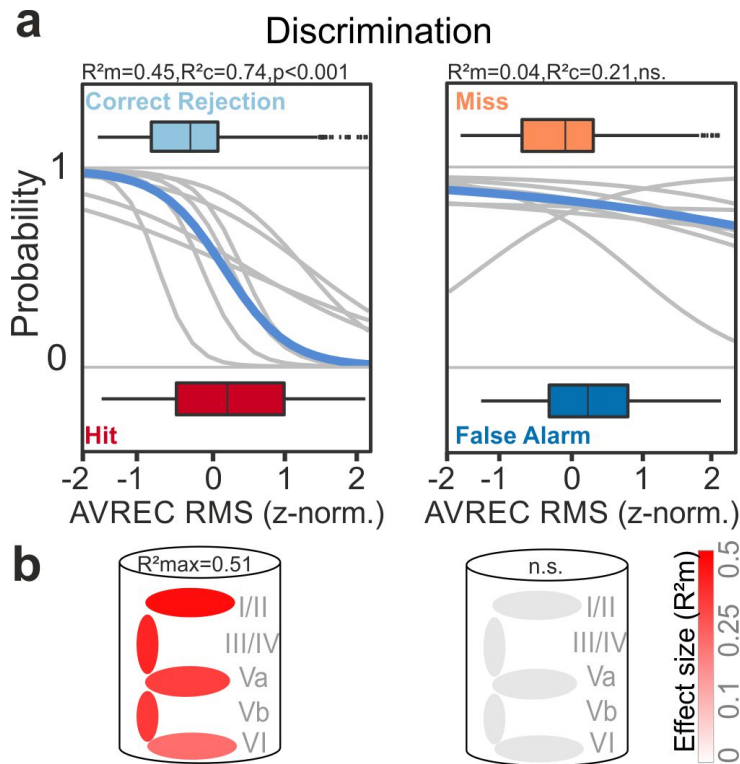 a
Discrimination
R²m=0.45,R²c=0.74,p<0.001
Correct Rejection
1
Probability
0
Hit
-2 -1 0 1 2
AVREC RMS (z-norm.)
R²m=0.04,R²c=0.21,ns.
Miss
False Alarm
-2 -1 0 1 2
AVREC RMS (z-norm.)
b
R²max=0.51
I/II
III/IV
Va
Vb
VI
n.s.
I/II
III/IV
Va
Vb
VI
Effect size (R²m)
0 0.1 0.25 0.5